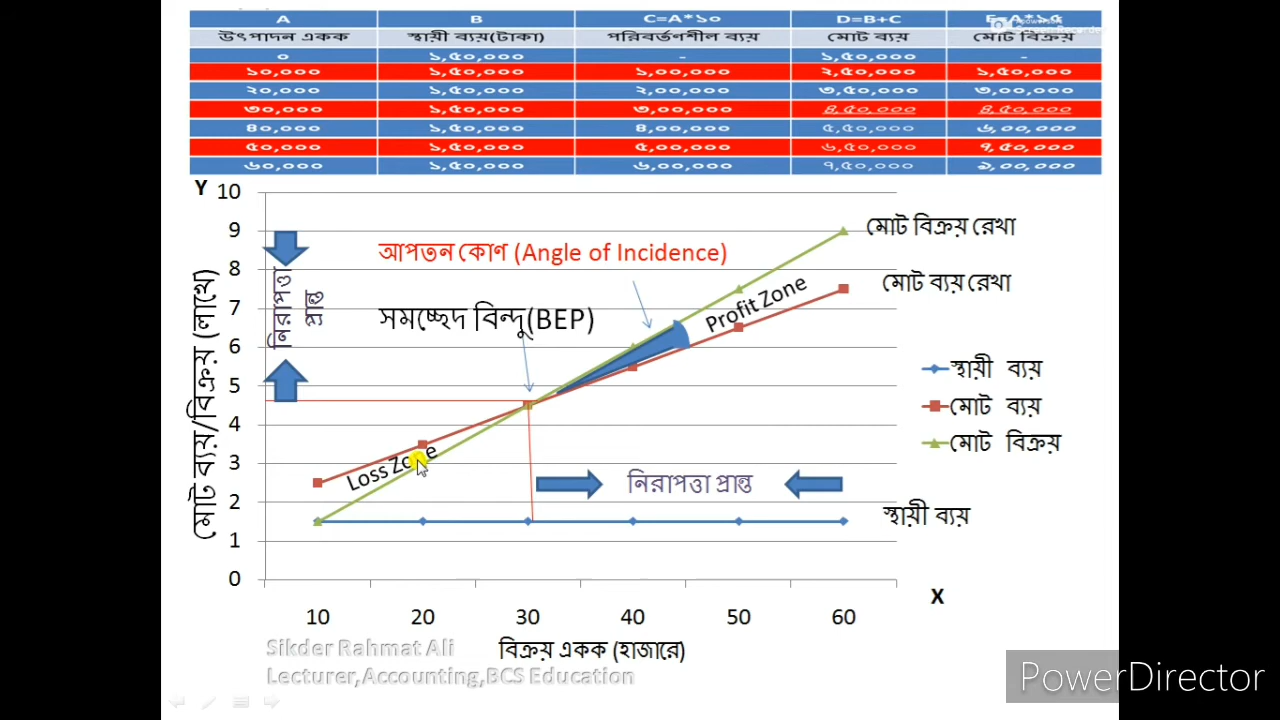 A B C=A*১০ D=B+C E=A*১৫
উৎপাদন একক স্থায়ী ব্যয়(টাকা) পরিবর্তণশীল ব্যয় মোট ব্যয় মোট বিক্রয়
০ ১,৫০,০০০ - ১,৫০,০০০ -
১০,০০০ ১,৫০,০০০ ১,০০,০০০ ২,৫০,০০০ ১,৫০,০০০
২০,০০০ ১,৫০,০০০ ২,০০,০০০ ৩,৫০,০০০ ৩,০০,০০০
৩০,০০০ ১,৫০,০০০ ৩,০০,০০০ ৪,৫০,০০০ ৪,৫০,০০০
৪০,০০০ ১,৫০,০০০ ৪,০০,০০০ ৫,৫০,০০০ ৬,০০,০০০
৫০,০০০ ১,৫০,০০০ ৫,০০,০০০ ৬,৫০,০০০ ৭,৫০,০০০
৬০,০০০ ১,৫০,০০০ ৬,০০,০০০ ৭,৫০,০০০ ৯,০০,০০০
Y
10
9
8
7
6
5
4
3
2
1
0
মোট ব্যয়/বিক্রয় (লাখে)
নিরাপত্তা
প্রান্ত
আপতন কোণ (Angle of Incidence)
সমচ্ছেদ বিন্দু(BEP)
Profit Zone
Loss Zone
নিরাপত্তা প্রান্ত
মোট বিক্রয় রেখা
মোট ব্যয় রেখা
স্থায়ী ব্যয়
মোট ব্যয়
মোট বিক্রয়
স্থায়ী ব্যয়
X
10 20 30 40 50 60
বিক্রয় একক (হাজারে)
Sikder Rahmat Ali
Lecturer,Accounting,BCS Education
PowerDirector